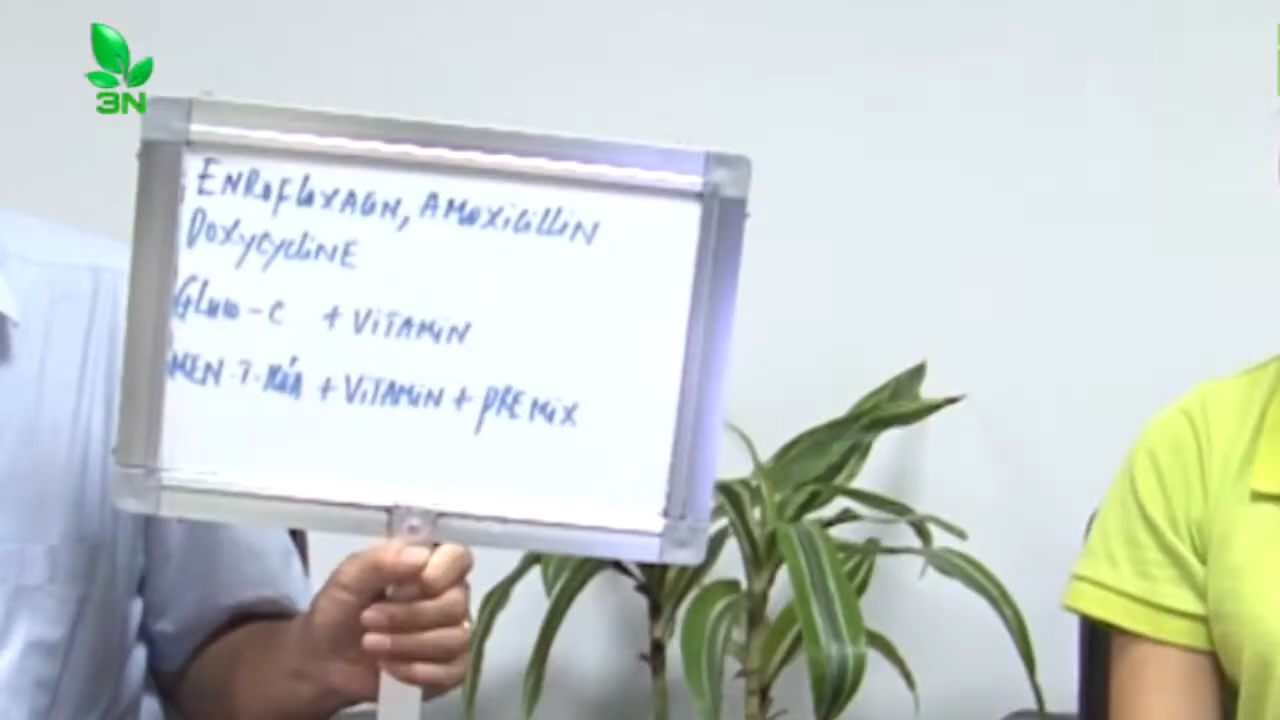 3N
ENROFLOXACIN, AMOXICILLIN
DOXYCYCLINE
GLUCO-C + VITAMIN
MEN T.HÓA + VITAMIN + PREMIX